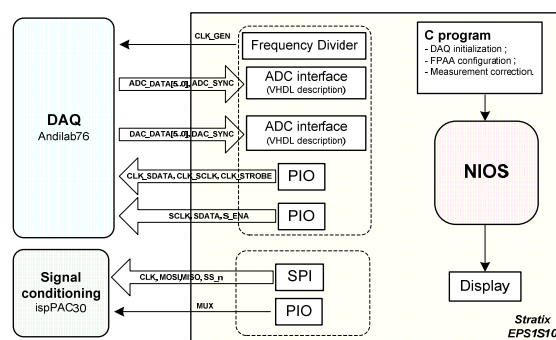 CLK_GEN
Frequency Divider
C program
- DAQ initialization ;
- FPAA configuration ;
- Measurement correction.
ADC_DATA[5..0], ADC_SYNC
ADC interface
(VHDL description)
DAQ
Andilab76
DAC_DATA[5..0], DAC_SYNC
ADC interface
(VHDL description)
NIOS
CLK_SDATA, CLK_SCLK, CLK_STROBE
PIO
SCLK, SDATA, S_ENA
PIO
Signal
conditioning
ispPAC30
CLK, MOSI,MISO, SS_n
SPI
Display
MUX
PIO
Stratix
EPS1S10